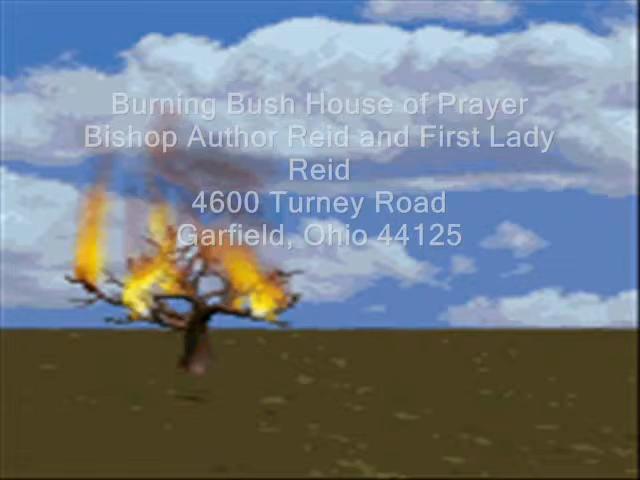 Burning Bush House of Prayer
Bishop Author Reid and First Lady
Reid
4600 Turney Road
Garfield, Ohio 44125